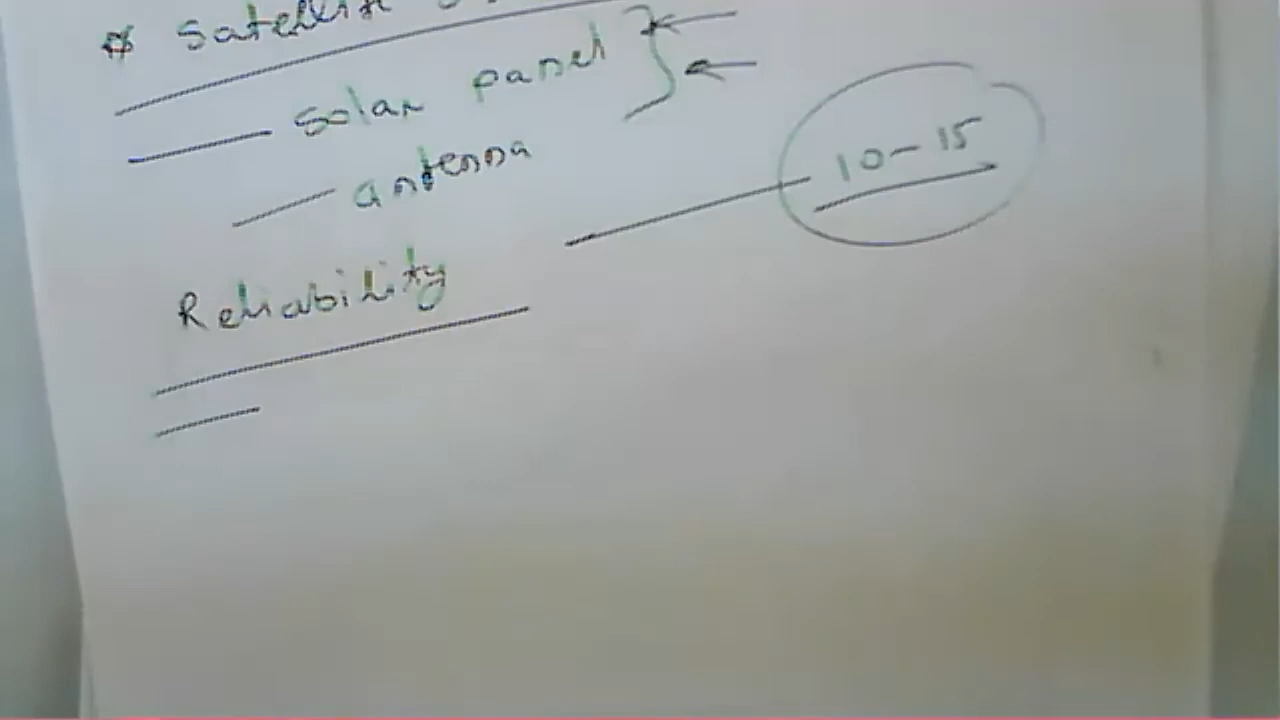 * Satellite
— solar panel
— antenna
10-15
Reliability